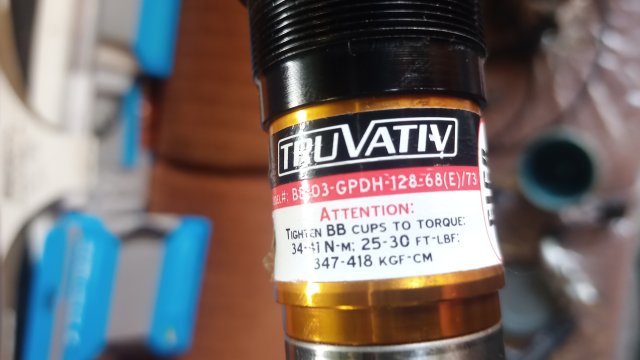 TRUVATIV
DEL#: BB-D3-GPDH-128-68(E)/73
ATTENTION:
TIGHTEN BB CUPS TO TORQUE:
34-41 N-M; 25-30 FT-LBF;
347-418 KGF-CM